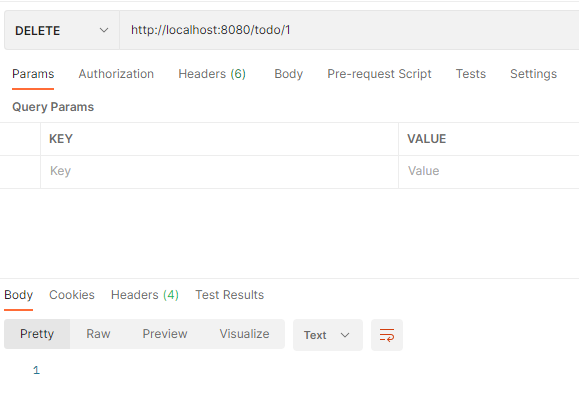 DELETE http://localhost:8080/todo/1
Params Authorization Headers (6) Body Pre-request Script Tests Settings
Query Params
KEY VALUE
Key Value
Body Cookies Headers (4) Test Results
Pretty Raw Preview Visualize Text
1